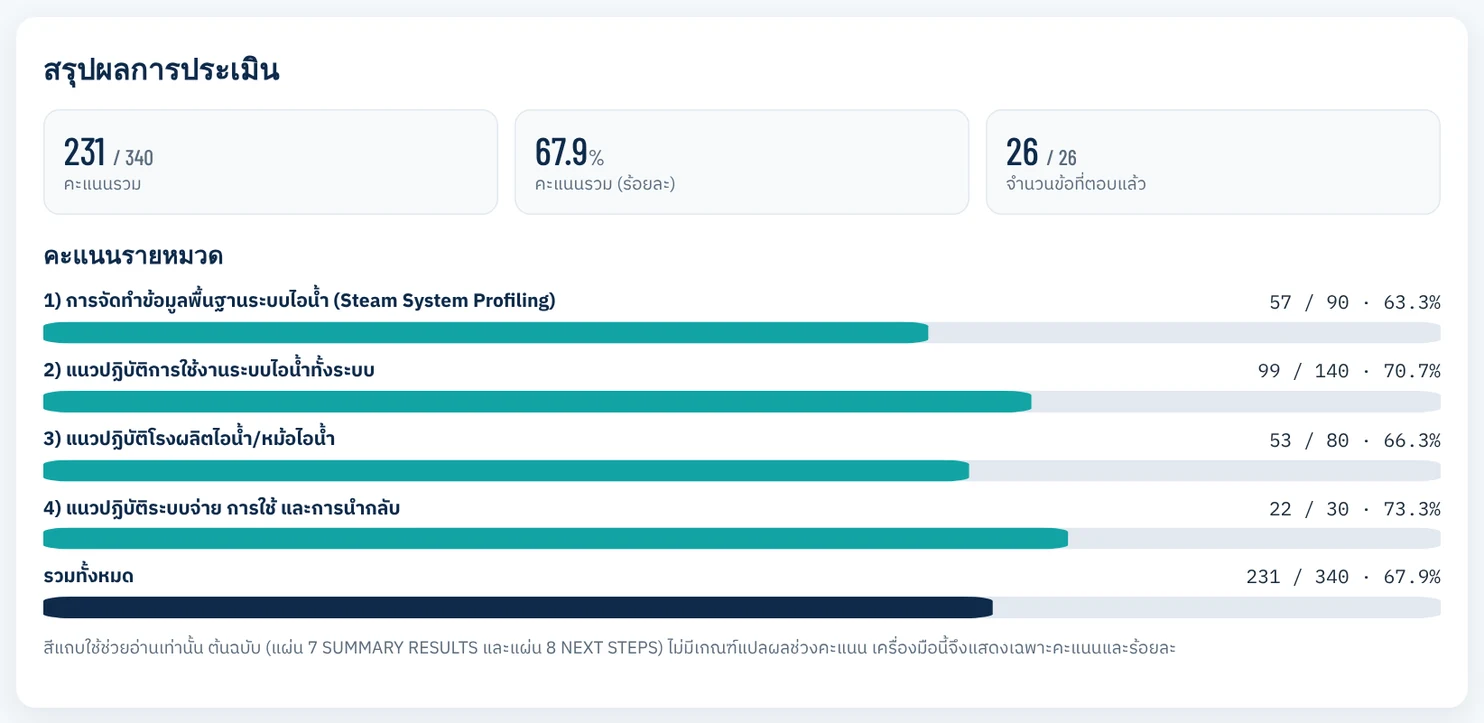 สรุปผลการประเมิน
231 / 340
คะแนนรวม
67.9%
คะแนนรวม (ร้อยละ)
26 / 26
จำนวนข้อที่ตอบแล้ว
คะแนนรายหมวด
1) การจัดทำข้อมูลพื้นฐานระบบไอน้ำ (Steam System Profiling)
57 / 90 · 63.3%
2) แนวปฏิบัติการใช้งานระบบไอน้ำทั้งระบบ
99 / 140 · 70.7%
3) แนวปฏิบัติโรงผลิตไอน้ำ/หม้อไอน้ำ
53 / 80 · 66.3%
4) แนวปฏิบัติระบบจ่าย การใช้ และการนำกลับ
22 / 30 · 73.3%
รวมทั้งหมด
231 / 340 · 67.9%
สีแถบใช้ช่วยอ่านเท่านั้น ต้นฉบับ (แผ่น 7 SUMMARY RESULTS และแผ่น 8 NEXT STEPS) ไม่มีเกณฑ์แปลผลช่วงคะแนน เครื่องมือนี้จึงแสดงเฉพาะคะแนนและร้อยละ